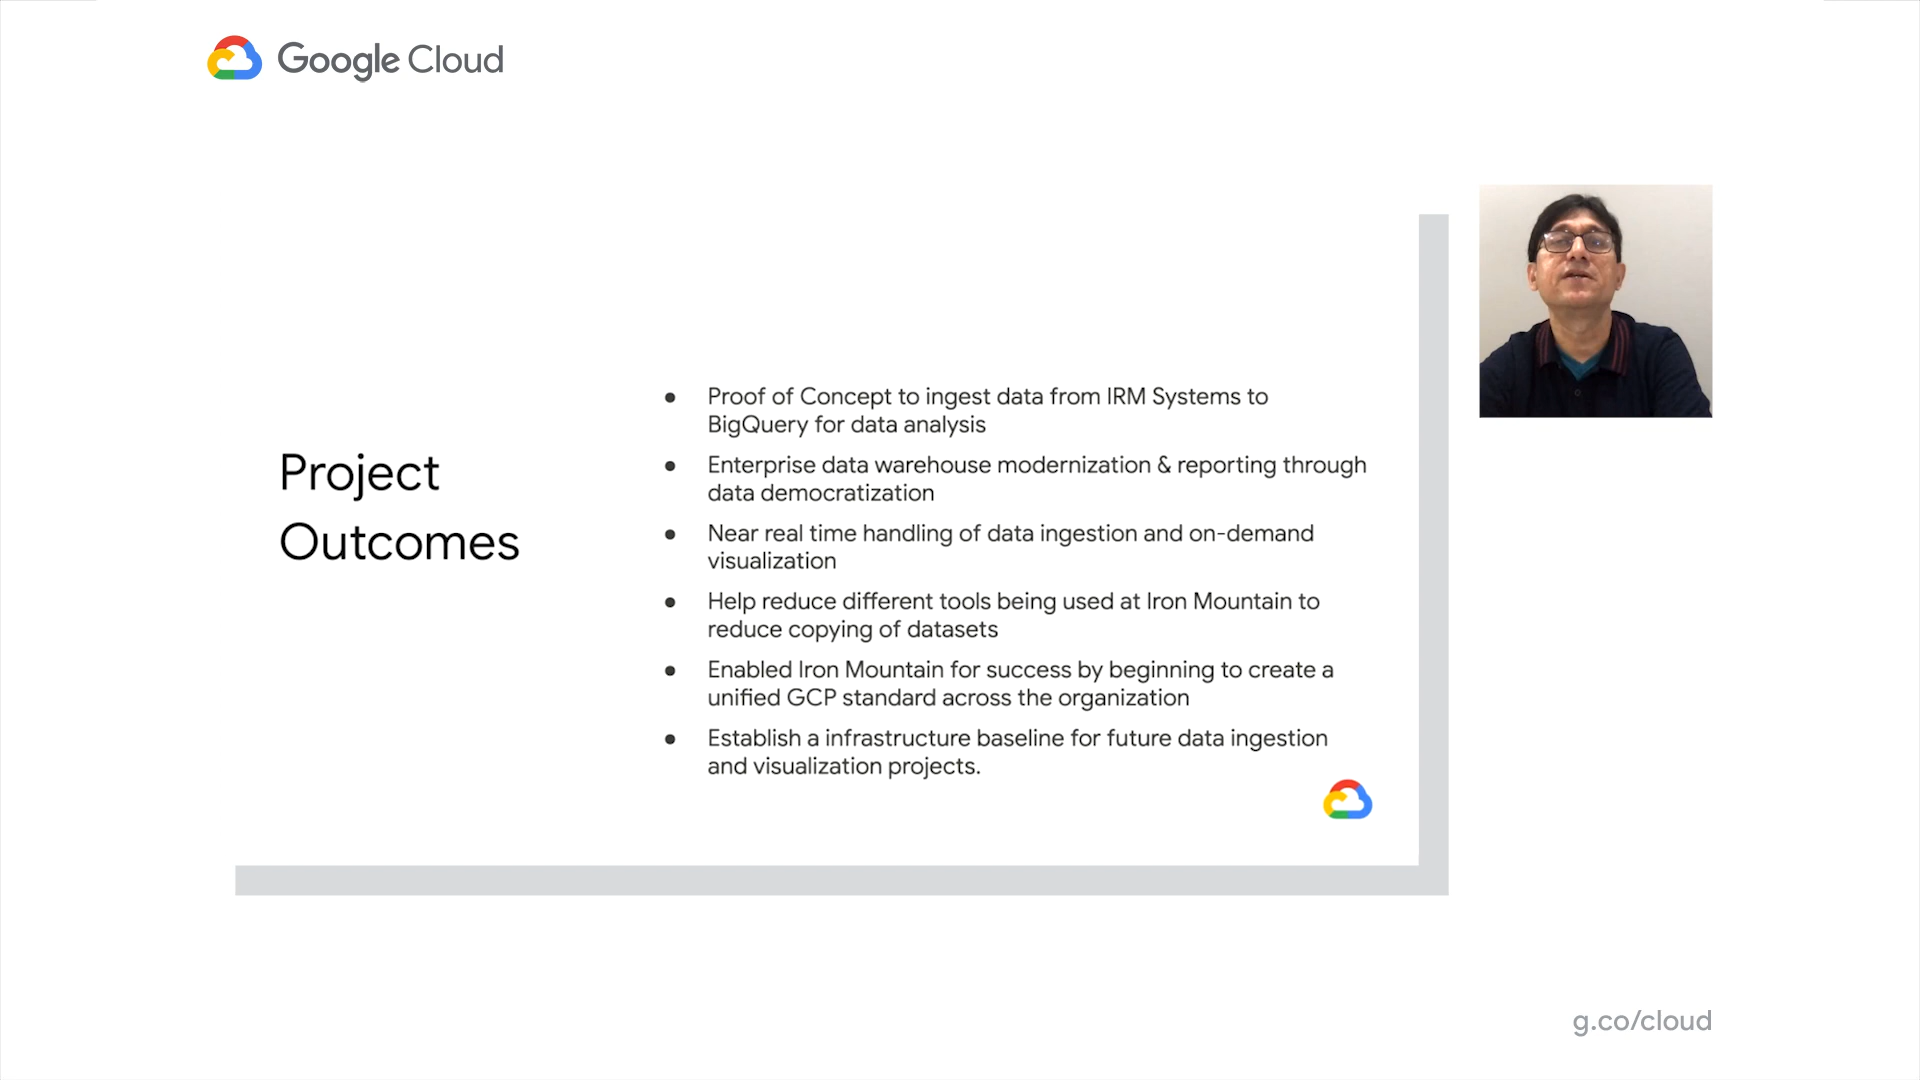 Google Cloud
Project
Outcomes
● Proof of Concept to ingest data from IRM Systems to
BigQuery for data analysis
● Enterprise data warehouse modernization & reporting through
data democratization
● Near real time handling of data ingestion and on-demand
visualization
● Help reduce different tools being used at Iron Mountain to
reduce copying of datasets
● Enabled Iron Mountain for success by beginning to create a
unified GCP standard across the organization
● Establish a infrastructure baseline for future data ingestion
and visualization projects.
g.co/cloud